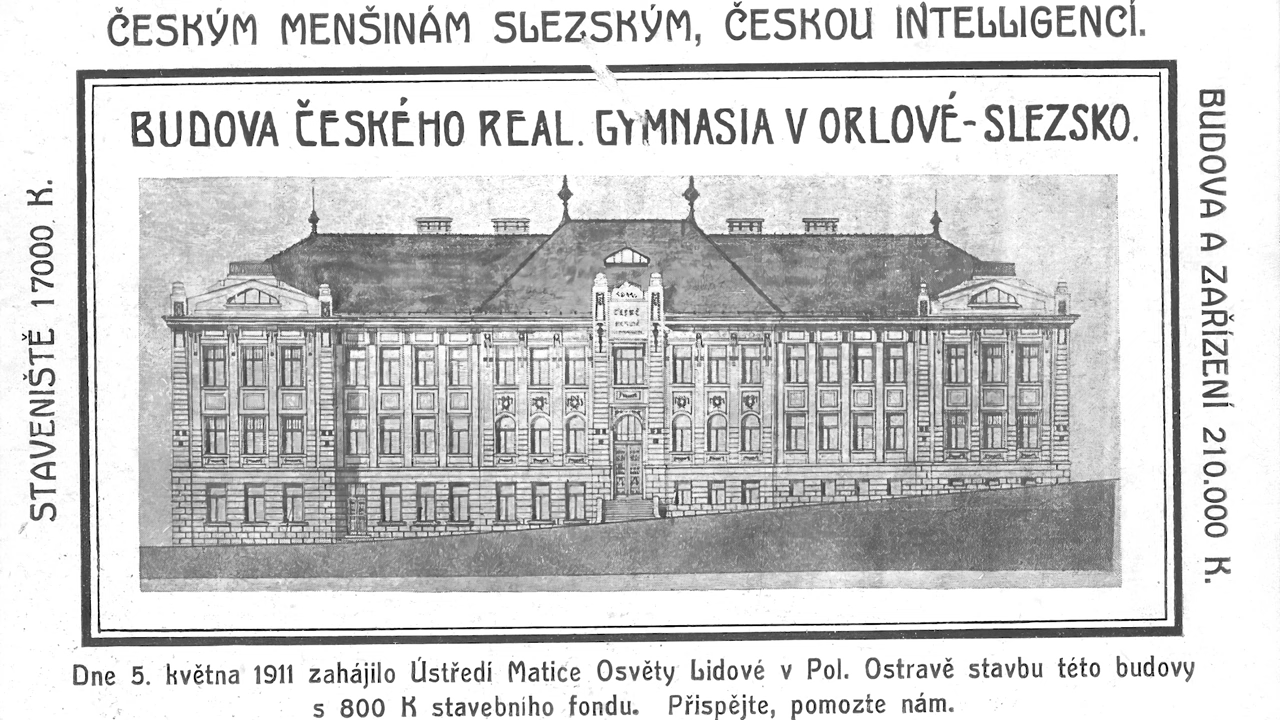 ČESKÝM MENŠINÁM SLEZSKÝM, ČESKOU INTELLIGENCÍ.
BUDOVA ČESKÉHO REAL. GYMNASIA V ORLOVÉ-SLEZSKO.
STAVENIŠTĚ 17000. K.
BUDOVA A ZAŘÍZENÍ 210.000 K.
Dne 5. května 1911 zahájilo Ústředí Matice Osvěty Lidové v Pol. Ostravě stavbu této budovy
s 800 K stavebního fondu. Přispějte, pomozte nám.